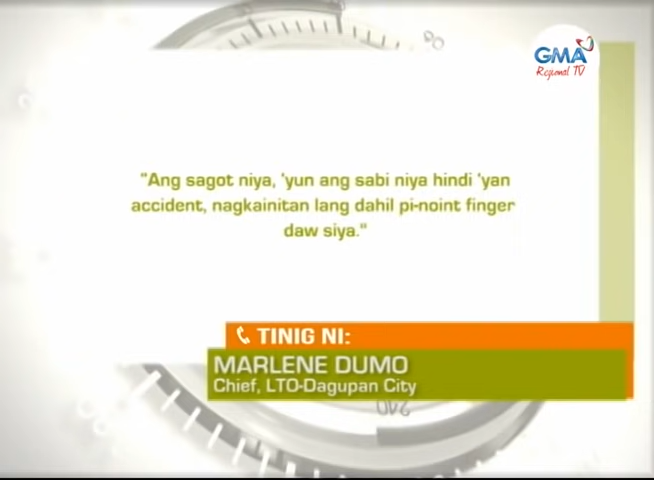 GMA
Regional TV
"Ang sagot niya, 'yun ang sabi niya hindi 'yan
accident, nagkainitan lang dahil pi-noint finger
daw siya."
TINIG NI:
MARLENE DUMO
Chief, LTO-Dagupan City
240